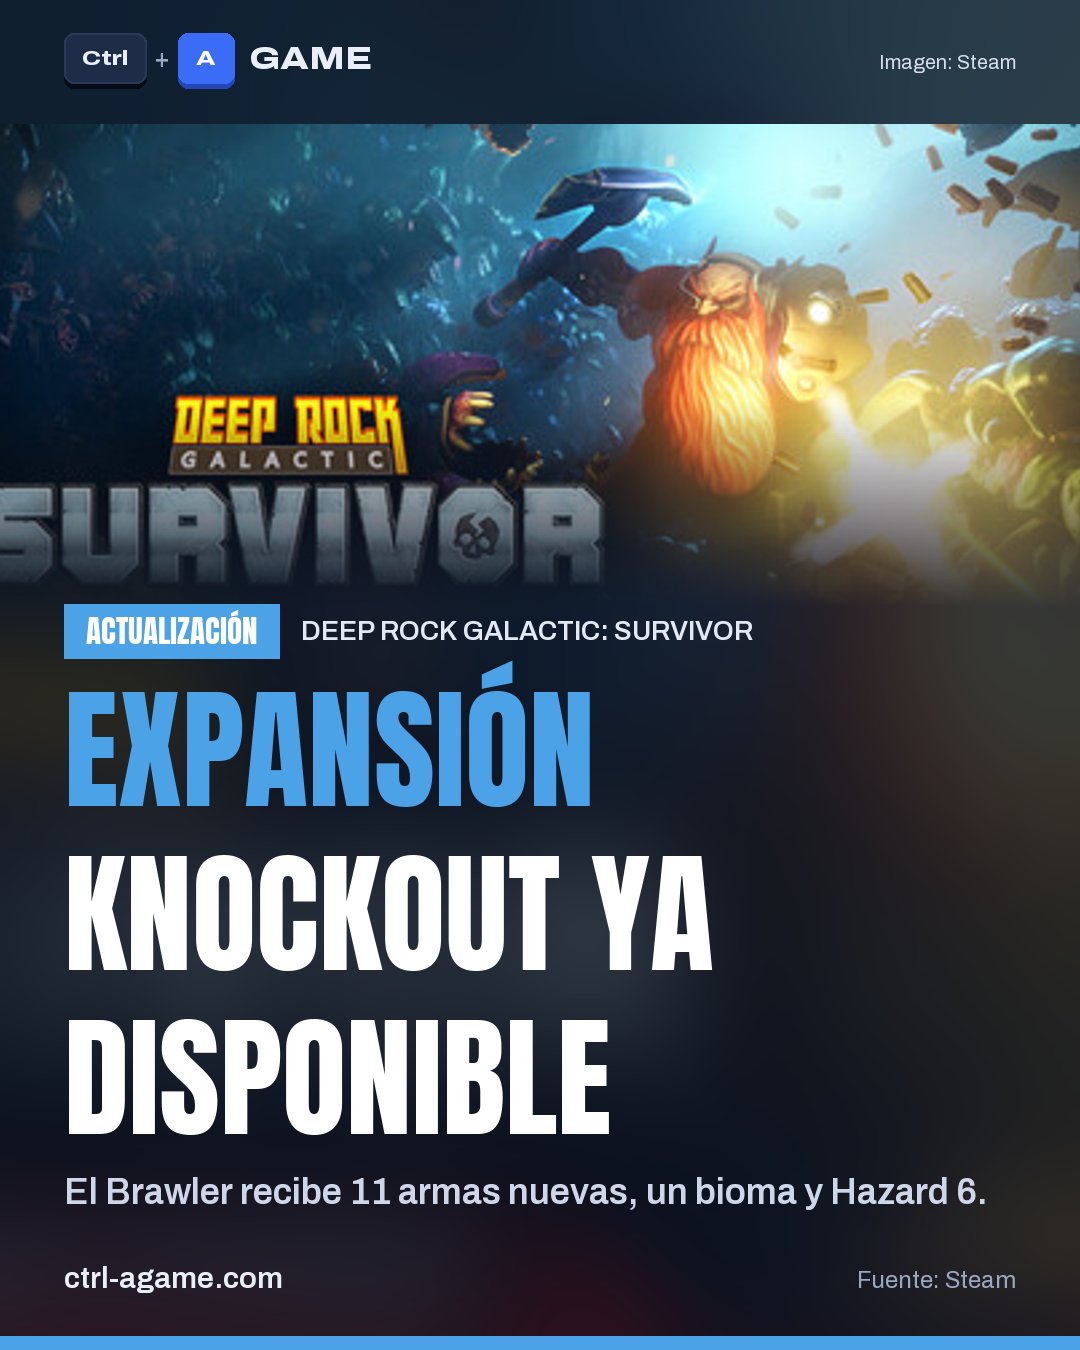 Ctrl + A GAME
Imagen: Steam
DEEP ROCK
GALACTIC
SURVIVOR
ACTUALIZACIÓN DEEP ROCK GALACTIC: SURVIVOR
EXPANSIÓN
KNOCKOUT YA
DISPONIBLE
El Brawler recibe 11 armas nuevas, un bioma y Hazard 6.
ctrl-agame.com
Fuente: Steam